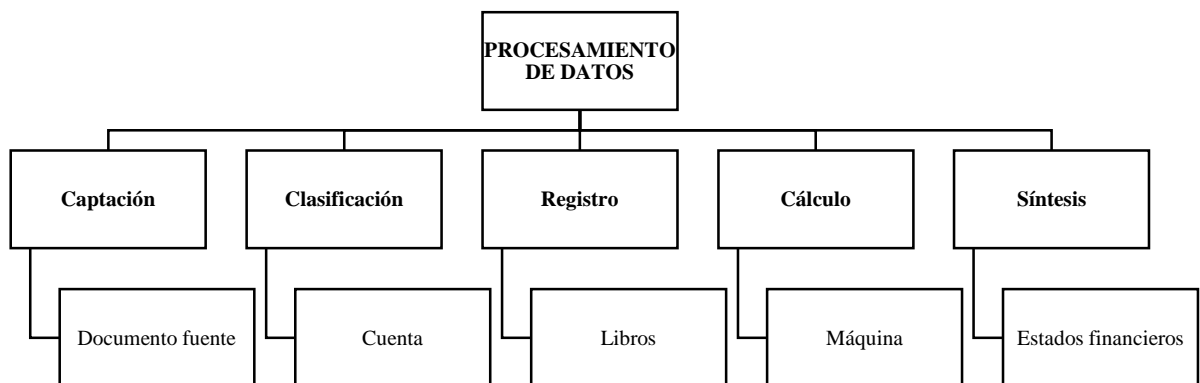 PROCESAMIENTO
DE DATOS
Captación
Clasificación
Registro
Cálculo
Síntesis
Documento fuente
Cuenta
Libros
Máquina
Estados financieros